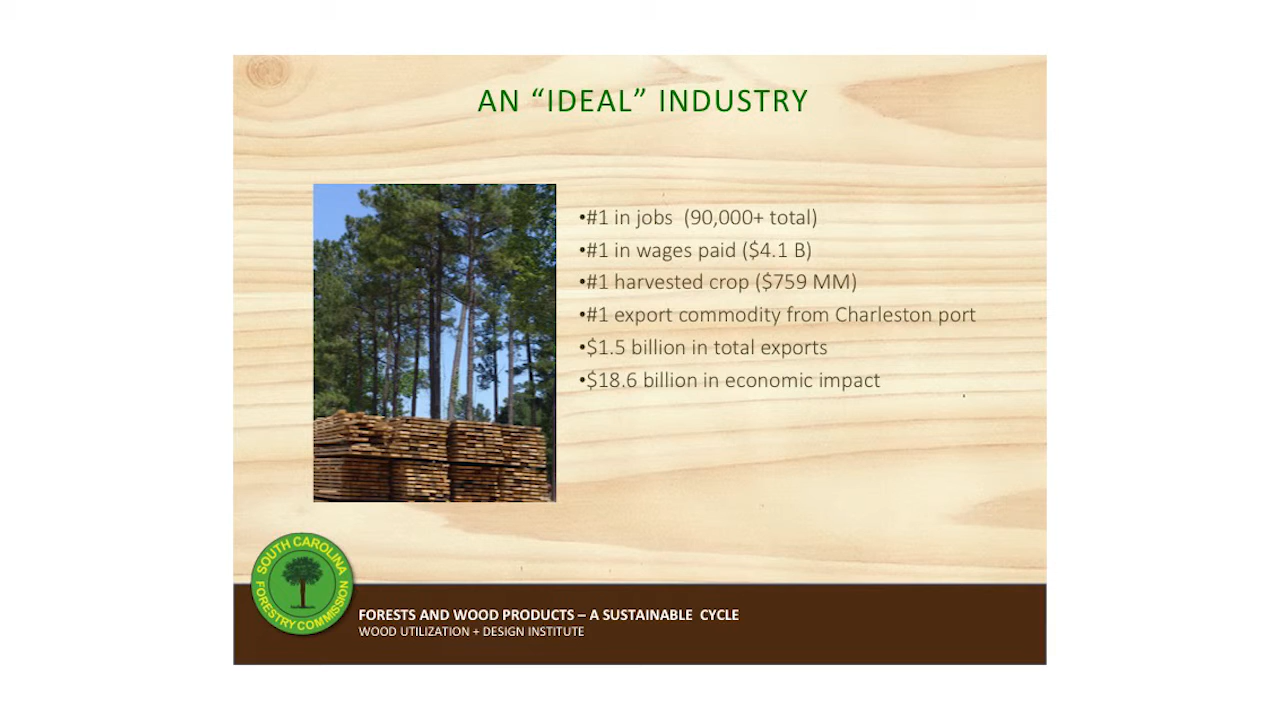 AN “IDEAL” INDUSTRY
•#1 in jobs  (90,000+ total)
•#1 in wages paid ($4.1 B)
•#1 harvested crop ($759 MM)
•#1 export commodity from Charleston port
•$1.5 billion in total exports
•$18.6 billion in economic impact
SOUTH CAROLINA
FORESTRY COMMISSION
FORESTS AND WOOD PRODUCTS – A SUSTAINABLE  CYCLE
WOOD UTILIZATION + DESIGN INSTITUTE